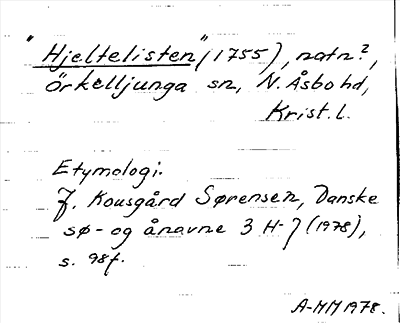 "Hjeltelisten" (1755), natn?,
Örkelljunga sn, N. Åsbo hd,
Krist. l.
Etymologi.
J. Kousgård Sørensen, Danske
sø- og ånavne 3 H-J (1978),
s. 98f.
A-MM 1978.